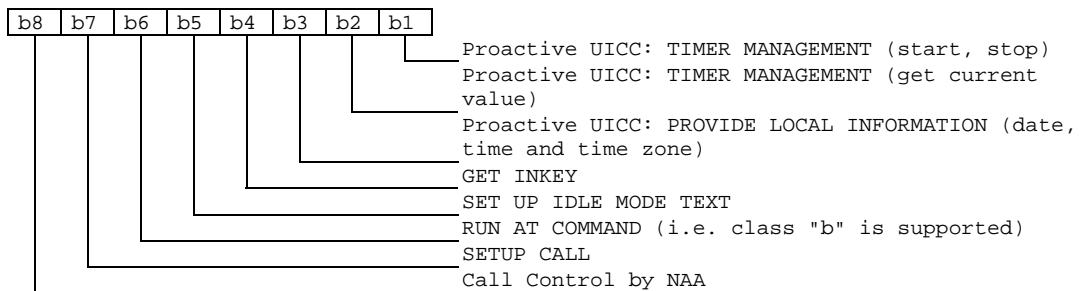 b8 b7 b6 b5 b4 b3 b2 b1
Proactive UICC: TIMER MANAGEMENT (start, stop)
Proactive UICC: TIMER MANAGEMENT (get current
value)
Proactive UICC: PROVIDE LOCAL INFORMATION (date,
time and time zone)
GET INKEY
SET UP IDLE MODE TEXT
RUN AT COMMAND (i.e. class "b" is supported)
SETUP CALL
Call Control by NAA